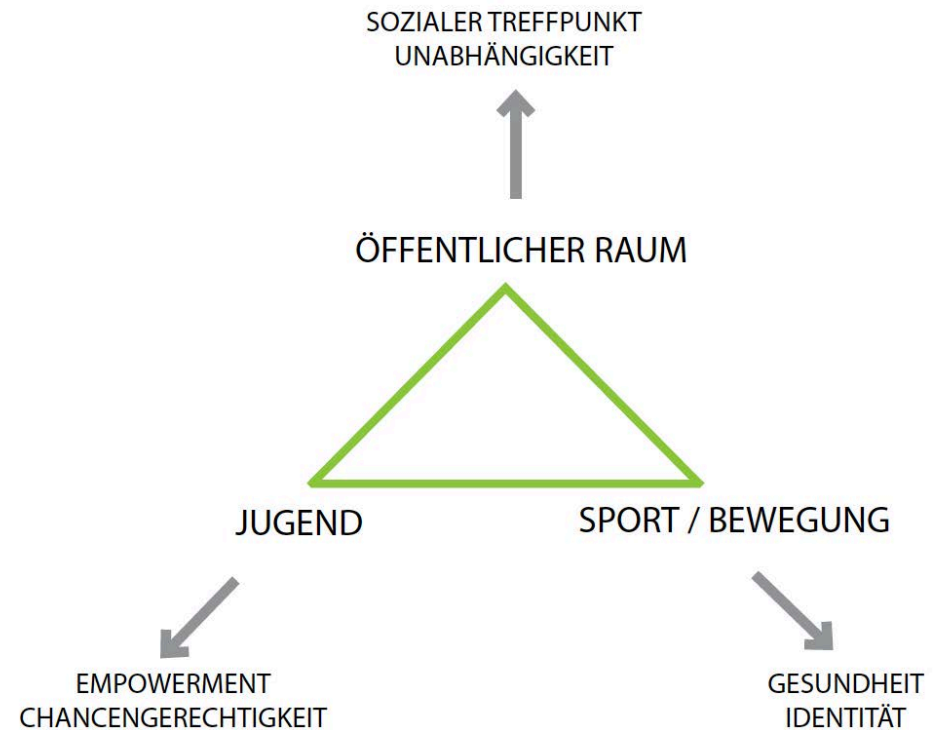 SOZIALER TREFFPUNKT
UNABHÄNGIGKEIT
ÖFFENTLICHER RAUM
JUGEND
SPORT / BEWEGUNG
EMPOWERMENT
CHANCENGERECHTIGKEIT
GESUNDHEIT
IDENTITÄT